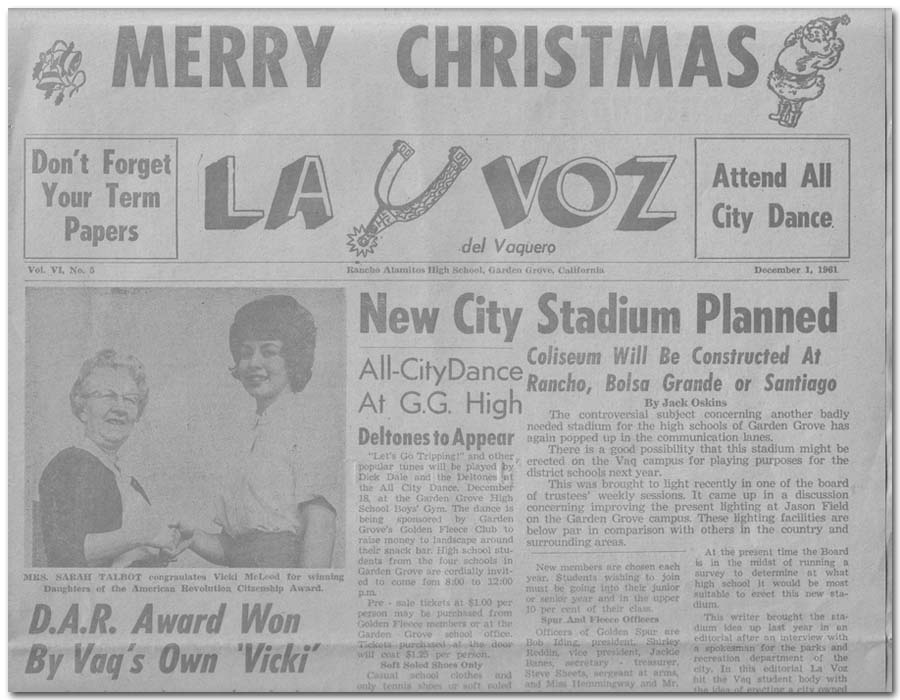 MERRY CHRISTMAS
Don't Forget
Your Term
Papers
LA VOZ
del Vaquero
Attend All
City Dance
Vol. VI, No. 5
Rancho Alamitos High School, Garden Grove, California
December 1, 1961
MRS. SARAH TALBOT congraulates Vicki McLeod for winning
Daughters of the American Revolution Citizenship Award.
D.A.R. Award Won
By Vaq's Own 'Vicki'
New City Stadium Planned
All-City Dance
At G.G. High
Deltones to Appear
"Let's Go Tripping!" and other
popular tunes will be played by
Dick Dale and the Deltones at
the All City Dance, December
18, at the Garden Grove High
School Boys' Gym. The dance is
being sponsored by Garden
Grove's Golden Fleece Club to
raise money to landscape around
their snack bar. High school stu-
dents from the four schools in
Garden Grove are cordially invit-
ed to come fom 8:00 to 12:00
p.m.
Pre - sale tickets at $1.00 per
person may be purchased from
Golden Fleece members or at the
Garden Grove school office.
Tickets purchased at the door
will cost $1.25 per person.
Soft Soled Shoes Only
Casual school clothes and
only tennis shoes or soft soled
Coliseum Will Be Constructed At
Rancho, Bolsa Grande or Santiago
By Jack Oskins
The controversial subject concerning another badly
needed stadium for the high schools of Garden Grove has
again popped up in the communication lanes.
There is a good possibility that this stadium might be
erected on the Vaq campus for playing purposes for the
district schools next year.
This was brought to light recently in one of the board
of trustees' weekly sessions. It came up in a discussion
concerning improving the present lighting at Jason Field
on the Garden Grove campus. These lighting facilities are
below par in comparison with others in the country and
surrounding areas.
New members are chosen each
year. Students wishing to join
must be going into their junior
or senior year and in the upper
10 per cent of their class.
Spur And Fleece Officers
Officers of Golden Spur are
Bob Iding, president, Shirley
Reddin, vice president, Jackie
Banes, secretary - treasurer,
Steve Sheets, sergeant at arms,
and Miss Hemmingway and Mr.
At the present time the Board
is in the midst of running a
survey to determine at what
high school it would be most
suitable to erect this new sta-
dium.
This writer brought the sta-
dium idea up last year in an
editorial after an interview with
a spokesman for the parks and
recreation department of the
city. In this editorial La Voz
hit the Vaq student body with
the idea of erecting a city owned